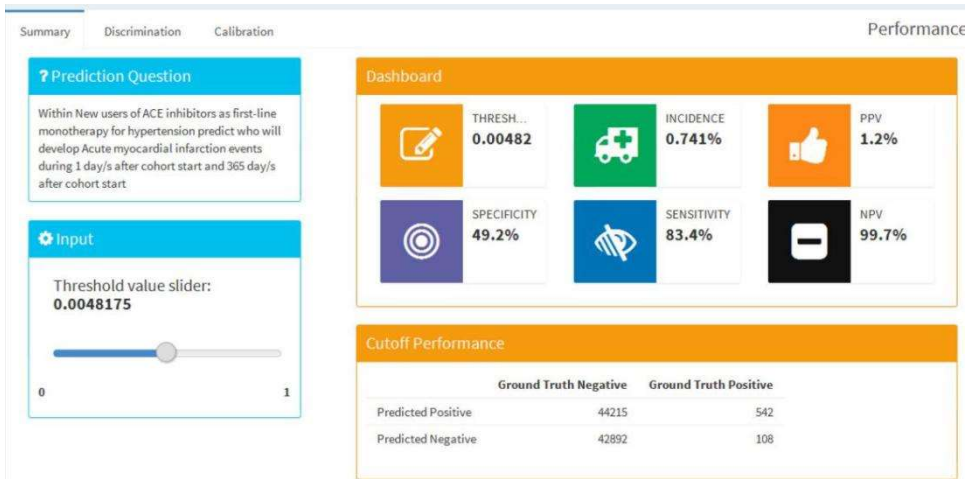 Summary Discrimination Calibration Performance
? Prediction Question
Within New users of ACE inhibitors as first-line
monotherapy for hypertension predict who will
develop Acute myocardial infarction events
during 1 day/s after cohort start and 365 day/s
after cohort start
Input
Threshold value slider:
0.0048175
0 1
Dashboard
THRESH...
0.00482
INCIDENCE
0.741%
PPV
1.2%
SPECIFICITY
49.2%
SENSITIVITY
83.4%
NPV
99.7%
Cutoff Performance
Ground Truth Negative Ground Truth Positive
Predicted Positive 44215 542
Predicted Negative 42892 108